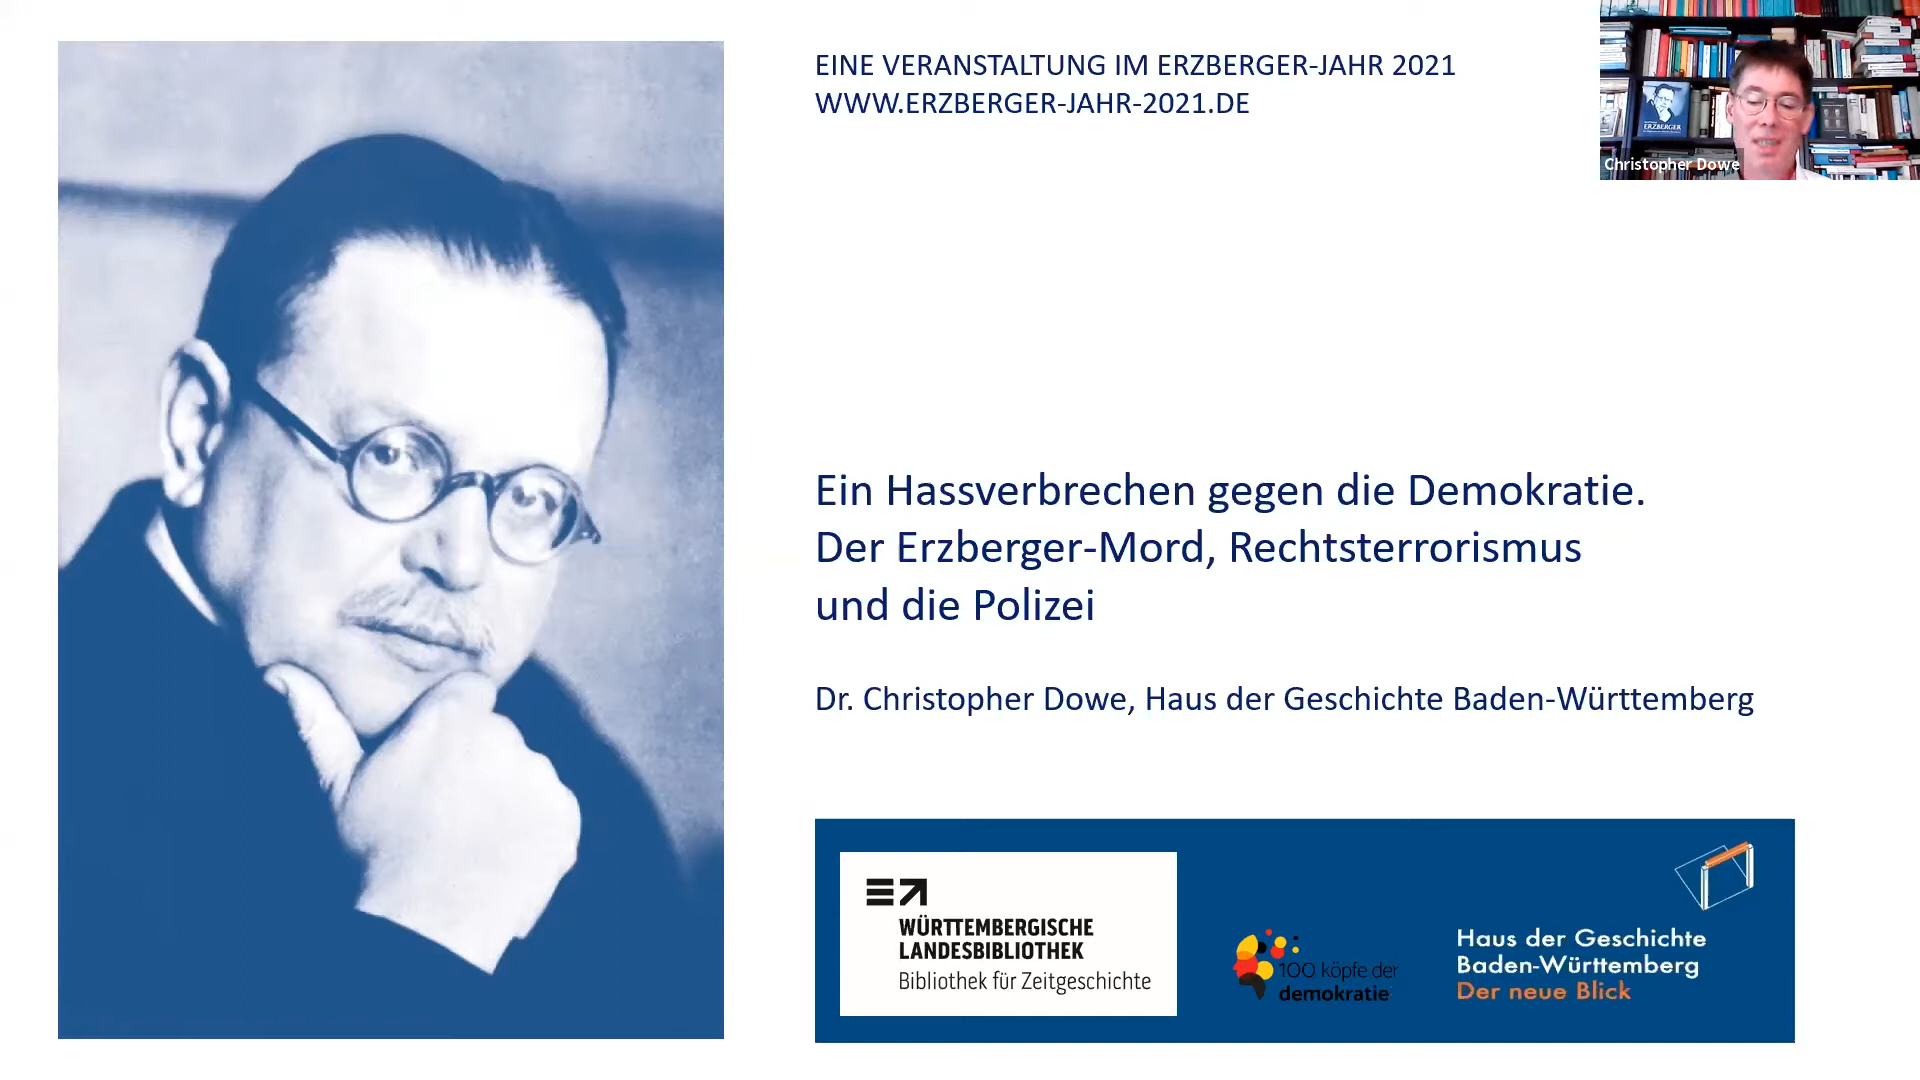 EINE VERANSTALTUNG IM ERZBERGER-JAHR 2021
WWW.ERZBERGER-JAHR-2021.DE
ERZBERGER
Christopher Dowe
Ein Hassverbrechen gegen die Demokratie.
Der Erzberger-Mord, Rechtsterrorismus
und die Polizei
Dr. Christopher Dowe, Haus der Geschichte Baden-Württemberg
WÜRTTEMBERGISCHE
LANDESBIBLIOTHEK
Bibliothek für Zeitgeschichte
100 köpfe der
demokratie
Haus der Geschichte
Baden-Württemberg
Der neue Blick